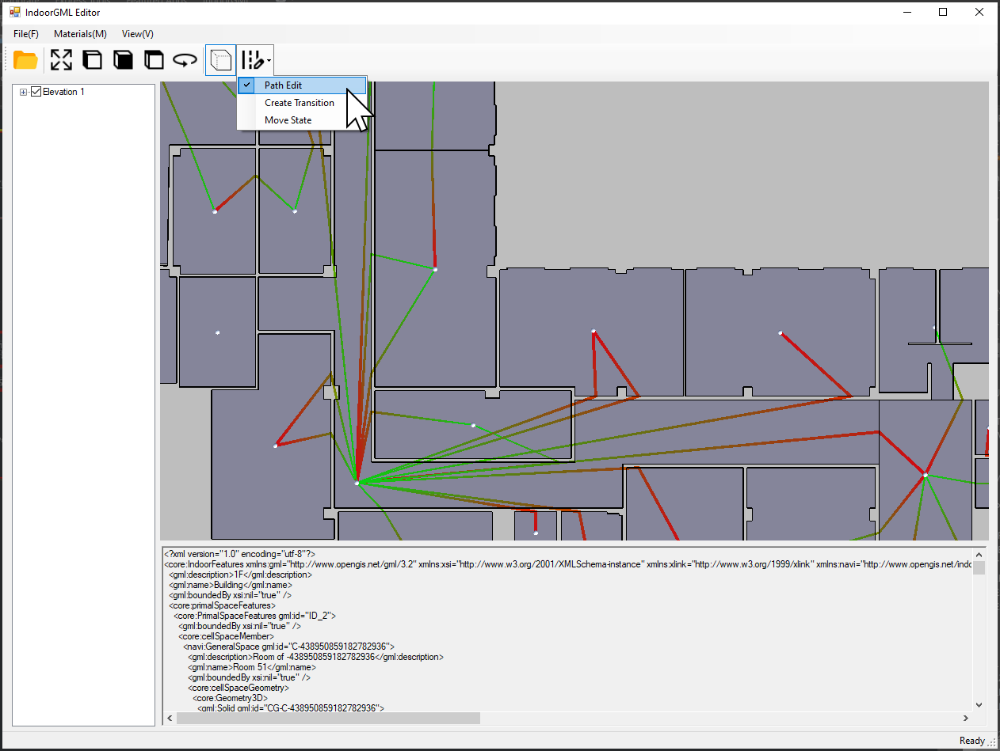 IndoorGML Editor
File(F) Materials(M) View(V)
Path Edit
Create Transition
Move State
Elevation 1
<?xml version="1.0" encoding="utf-8"?>
<core:IndoorFeatures xmlns:gml="http://www.opengis.net/gml/3.2" xmlns:xsi="http://www.w3.org/2001/XMLSchema-instance" xmlns:xlink="http://www.w3.org/1999/xlink" xmlns:navi="http://www.opengis.net/indo
<gml:description>1F</gml:description>
<gml:name>Building</gml:name>
<gml:boundedBy xsi:nil="true" />
<core:primalSpaceFeatures>
<core:PrimalSpaceFeatures gml:id="ID_2">
<gml:boundedBy xsi:nil="true" />
<core:cellSpaceMember>
<navi:GeneralSpace gml:id="C-438950859182782936">
<gml:description>Room of -438950859182782936</gml:description>
<gml:name>Room 51</gml:name>
<gml:boundedBy xsi:nil="true" />
<core:cellSpaceGeometry>
<core:Geometry3D>
<gml:Solid gml:id="CG-C-438950859182782936">
Ready